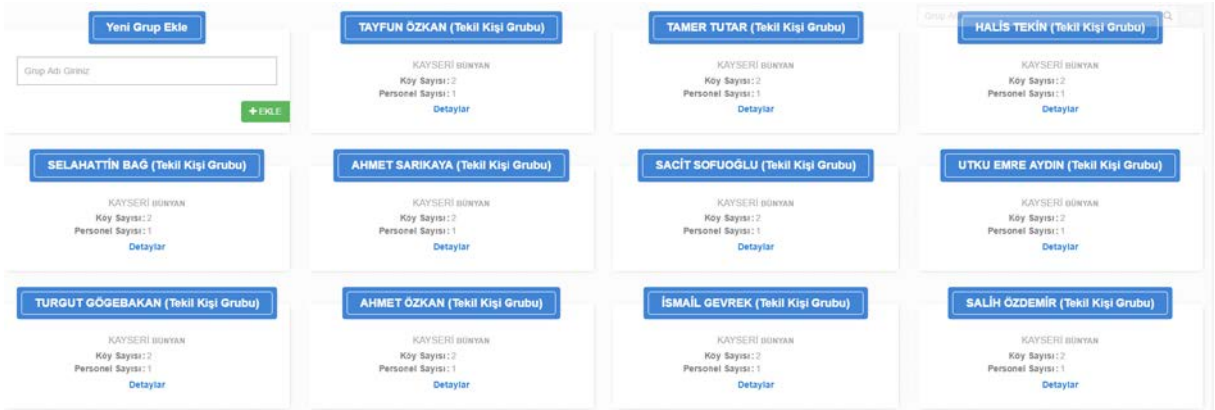 Yeni Grup Ekle
Grup Adı Giriniz
+ EKLE
TAYFUN ÖZKAN (Tekil Kişi Grubu)
KAYSERİ BÜNYAN
Köy Sayısı: 2
Personel Sayısı: 1
Detaylar
TAMER TUTAR (Tekil Kişi Grubu)
KAYSERİ BÜNYAN
Köy Sayısı: 2
Personel Sayısı: 1
Detaylar
Grup
HALİS TEKİN (Tekil Kişi Grubu)
KAYSERİ BÜNYAN
Köy Sayısı: 2
Personel Sayısı: 1
Detaylar
SELAHATTİN BAĞ (Tekil Kişi Grubu)
KAYSERİ BÜNYAN
Köy Sayısı: 2
Personel Sayısı: 1
Detaylar
AHMET SARIKAYA (Tekil Kişi Grubu)
KAYSERİ BÜNYAN
Köy Sayısı: 2
Personel Sayısı: 1
Detaylar
SACİT SOFUOĞLU (Tekil Kişi Grubu)
KAYSERİ BÜNYAN
Köy Sayısı: 2
Personel Sayısı: 1
Detaylar
UTKU EMRE AYDIN (Tekil Kişi Grubu)
KAYSERİ BÜNYAN
Köy Sayısı: 2
Personel Sayısı: 1
Detaylar
TURGUT GÖGEBAKAN (Tekil Kişi Grubu)
KAYSERİ BÜNYAN
Köy Sayısı: 2
Personel Sayısı: 1
Detaylar
AHMET ÖZKAN (Tekil Kişi Grubu)
KAYSERİ BÜNYAN
Köy Sayısı: 2
Personel Sayısı: 1
Detaylar
İSMAİL GEVREK (Tekil Kişi Grubu)
KAYSERİ BÜNYAN
Köy Sayısı: 2
Personel Sayısı: 1
Detaylar
SALİH ÖZDEMİR (Tekil Kişi Grubu)
KAYSERİ BÜNYAN
Köy Sayısı: 2
Personel Sayısı: 1
Detaylar